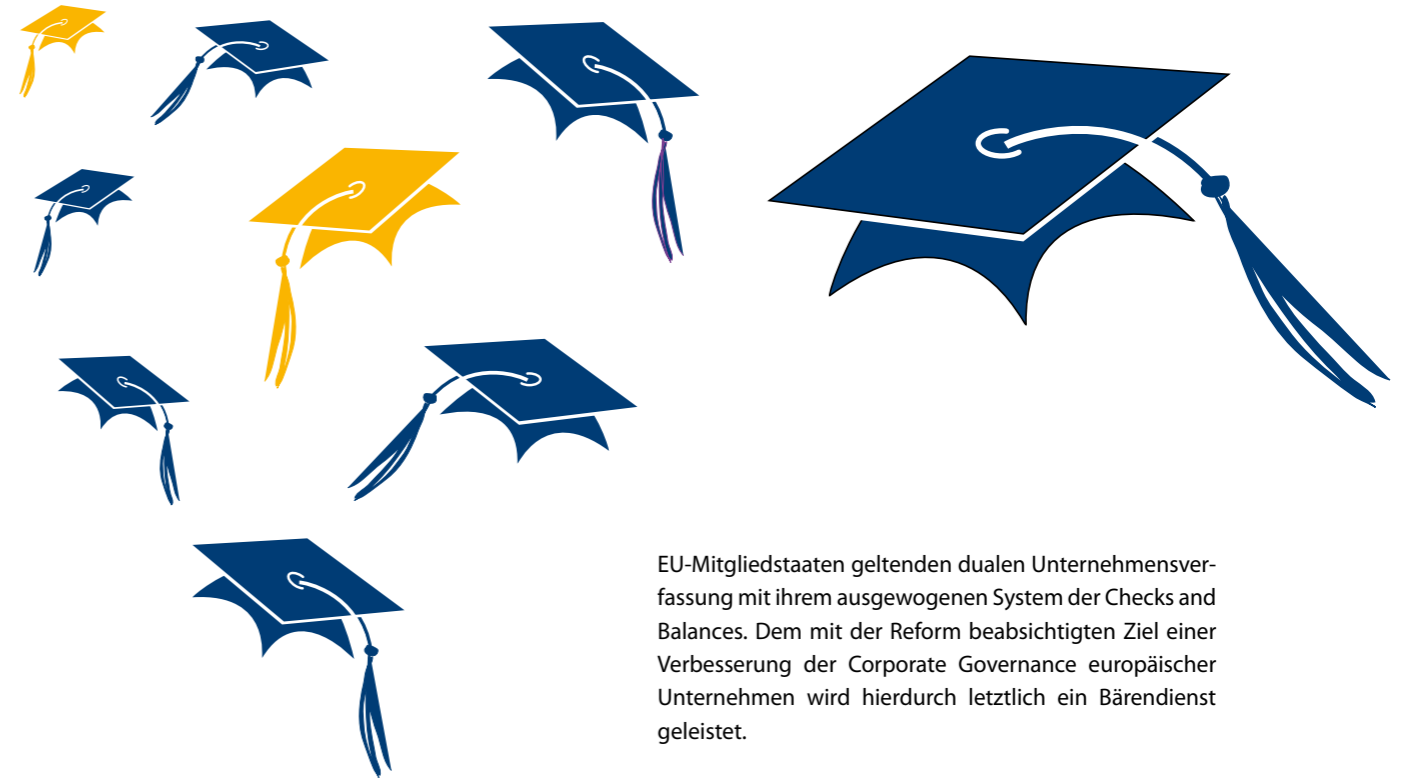 EU-Mitgliedstaaten geltenden dualen Unternehmensver-
fassung mit ihrem ausgewogenen System der Checks and
Balances. Dem mit der Reform beabsichtigten Ziel einer
Verbesserung der Corporate Governance europäischer
Unternehmen wird hierdurch letztlich ein Bärendienst
geleistet.